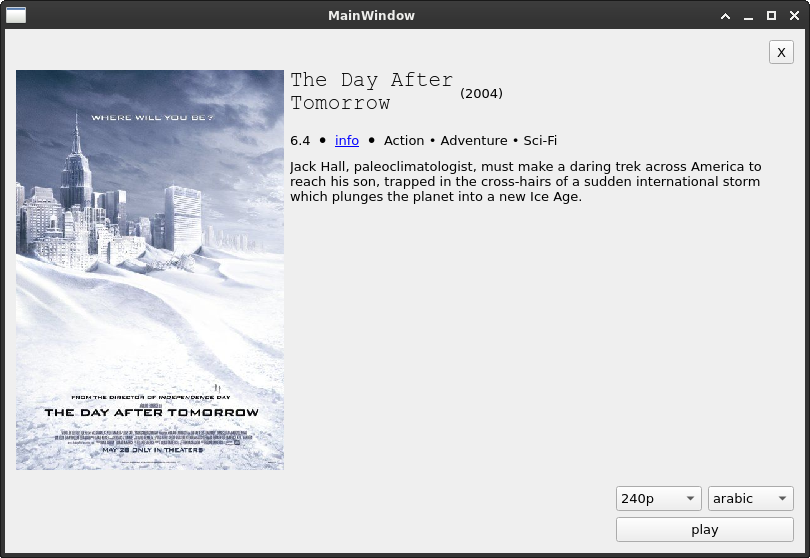 MainWindow
X
The Day After
Tomorrow
(2004)
WHERE WILL YOU BE?
6.4 • info • Action • Adventure • Sci-Fi
Jack Hall, paleoclimatologist, must make a daring trek across America to
reach his son, trapped in the cross-hairs of a sudden international storm
which plunges the planet into a new Ice Age.
FROM THE DIRECTOR OF INDEPENDENCE DAY
THE DAY AFTER TOMORROW
MAY 28 ONLY IN THEATERS
240p
arabic
play